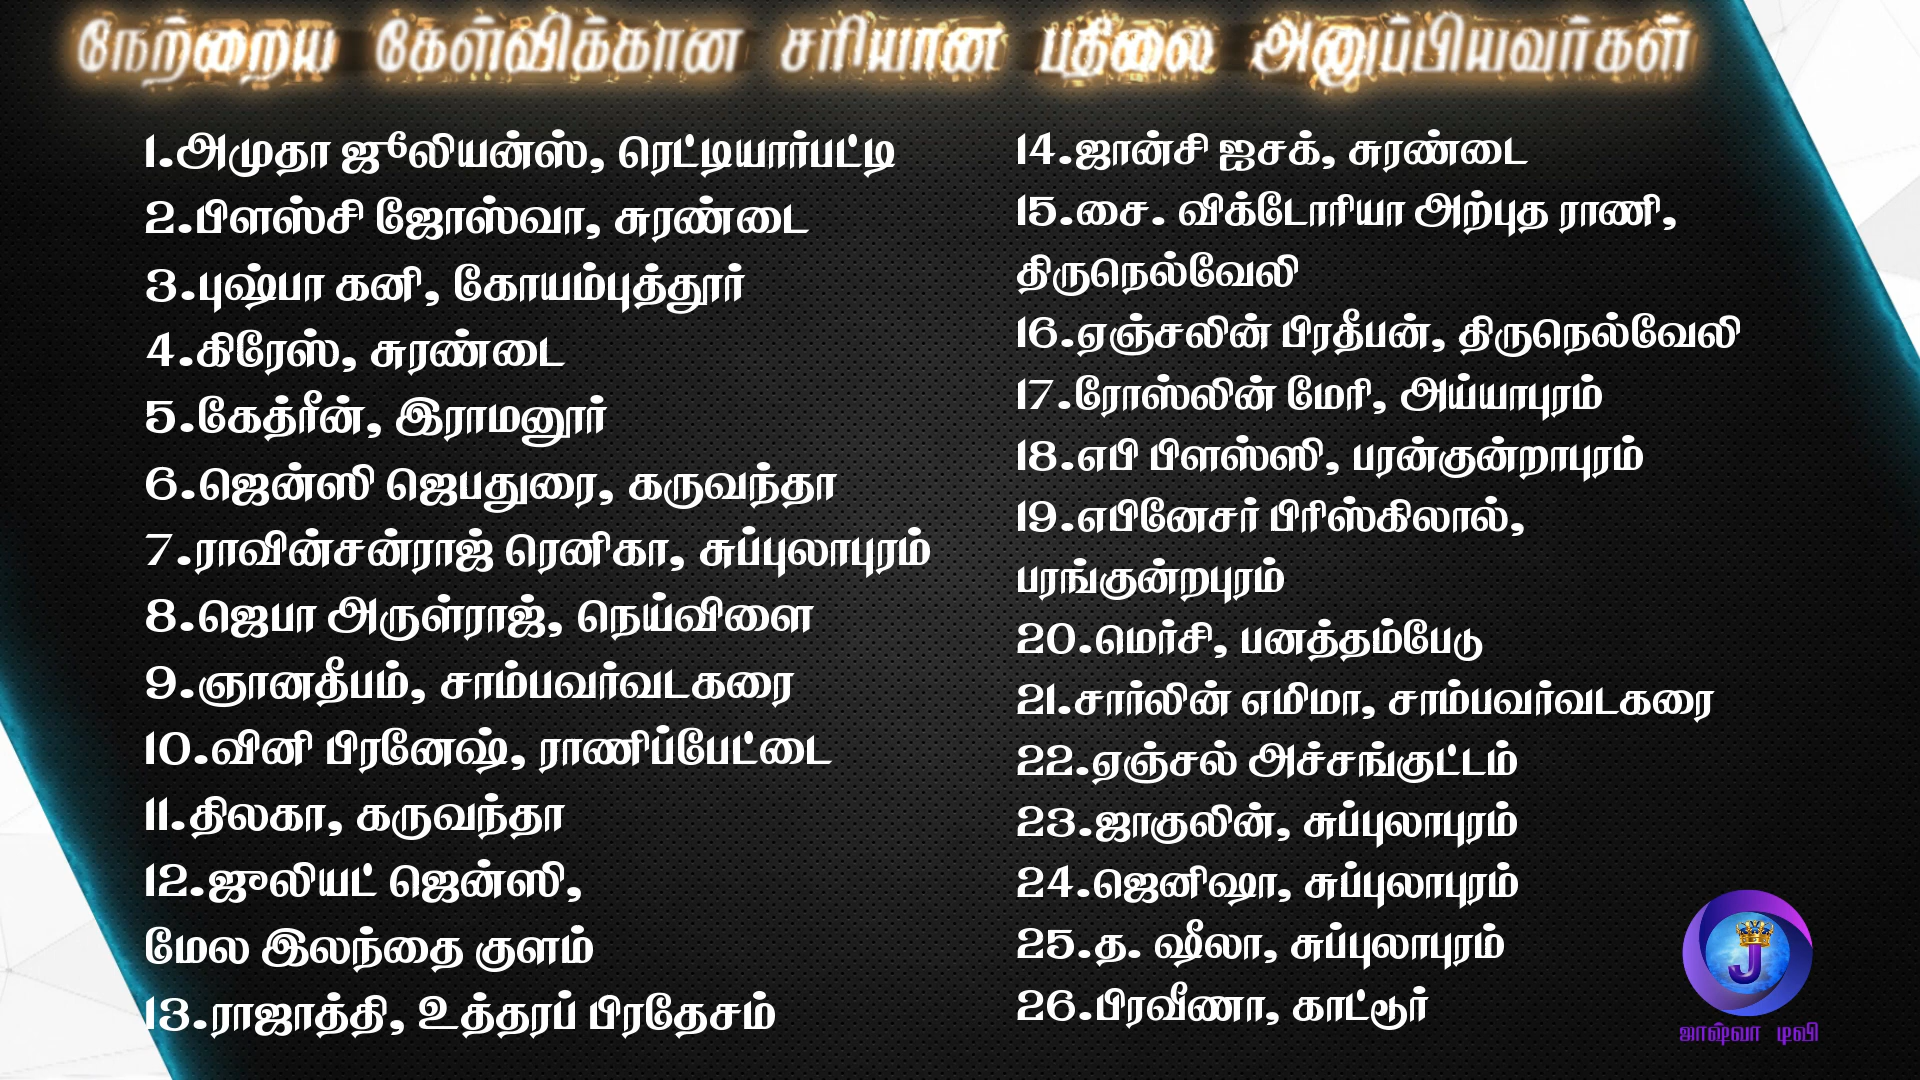 நேற்றைய கேள்விக்கான சரியான பதிலை அனுப்பியவர்கள்
1.அமுதா ஜூலியன்ஸ், ரெட்டியார்பட்டி
2.பிளஸ்சி ஜோஸ்வா, சுரண்டை
3.புஷ்பா கனி, கோயம்புத்தூர்
4.கிரேஸ், சுரண்டை
5.கேத்ரீன், இராமனூர்
6.ஜென்ஸி ஜெபதுரை, கருவந்தா
7.ராவின்சன்ராஜ் ரெனிகா, சுப்புலாபுரம்
8.ஜெபா அருள்ராஜ், நெய்விளை
9.ஞானதீபம், சாம்பவர்வடகரை
10.வினி பிரனேஷ், ராணிப்பேட்டை
11.திலகா, கருவந்தா
12.ஜுலியட் ஜென்ஸி,
மேல இலந்தை குளம்
13.ராஜாத்தி, உத்தரப் பிரதேசம்
14.ஜான்சி ஐசக், சுரண்டை
15.சை. விக்டோரியா அற்புத ராணி,
திருநெல்வேலி
16.ஏஞ்சலின் பிரதீபன், திருநெல்வேலி
17.ரோஸ்லின் மேரி, அய்யாபுரம்
18.எபி பிளஸ்ஸி, பரன்குன்றாபுரம்
19.எபினேசர் பிரிஸ்கிலால்,
பரங்குன்றபுரம்
20.மெர்சி, பனத்தம்பேடு
21.சார்லின் எமிமா, சாம்பவர்வடகரை
22.ஏஞ்சல் அச்சங்குட்டம்
23.ஜாகுலின், சுப்புலாபுரம்
24.ஜெனிஷா, சுப்புலாபுரம்
25.த. ஷீலா, சுப்புலாபுரம்
26.பிரவீணா, காட்டூர்
J
ஜாஷ்வா டிவி